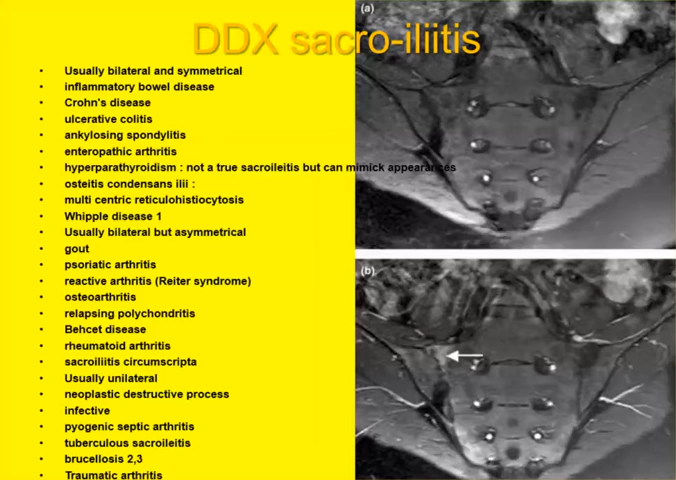 DDX sacro-iliitis
• Usually bilateral and symmetrical
• inflammatory bowel disease
• Crohn's disease
• ulcerative colitis
• ankylosing spondylitis
• enteropathic arthritis
• hyperparathyroidism : not a true sacroileitis but can mimick appearances
• osteitis condensans ilii :
• multi centric reticulohistiocytosis
• Whipple disease 1
• Usually bilateral but asymmetrical
• gout
• psoriatic arthritis
• reactive arthritis (Reiter syndrome)
• osteoarthritis
• relapsing polychondritis
• Behcet disease
• rheumatoid arthritis
• sacroiliitis circumscripta
• Usually unilateral
• neoplastic destructive process
• infective
• pyogenic septic arthritis
• tuberculous sacroileitis
• brucellosis 2,3
• Traumatic arthritis
(a)
(b)